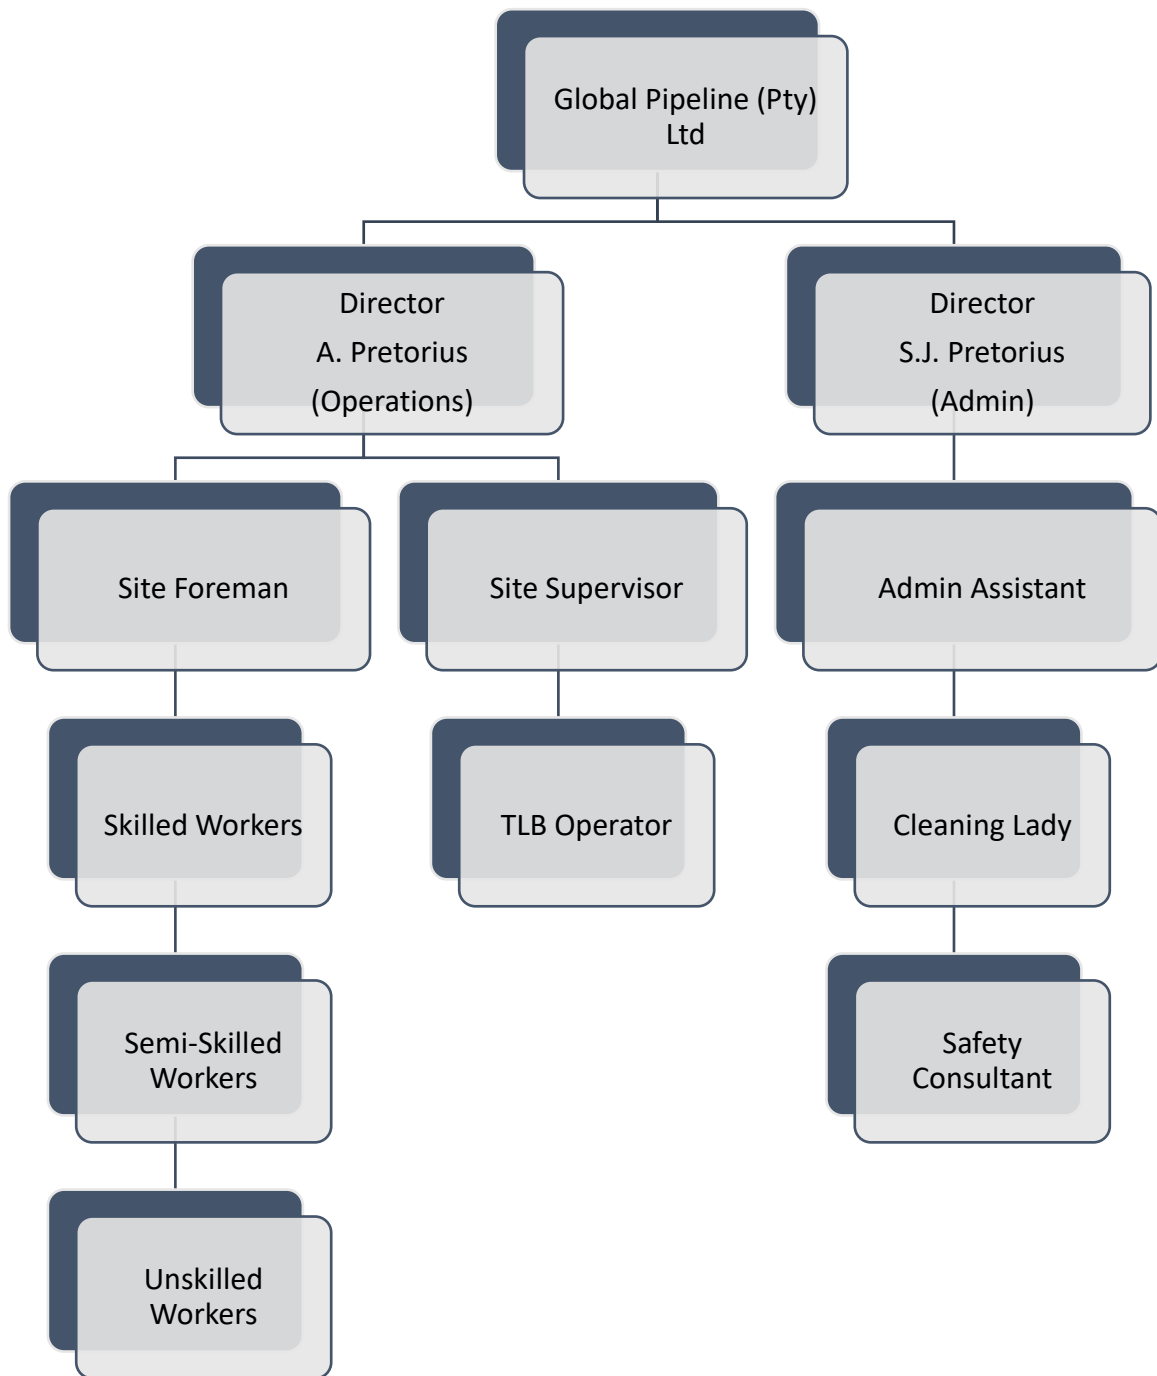 Global Pipeline (Pty)
Ltd
Director
A. Pretorius
(Operations)
Director
S.J. Pretorius
(Admin)
Site Foreman
Site Supervisor
Admin Assistant
Skilled Workers
TLB Operator
Cleaning Lady
Semi-Skilled
Workers
Safety
Consultant
Unskilled
Workers